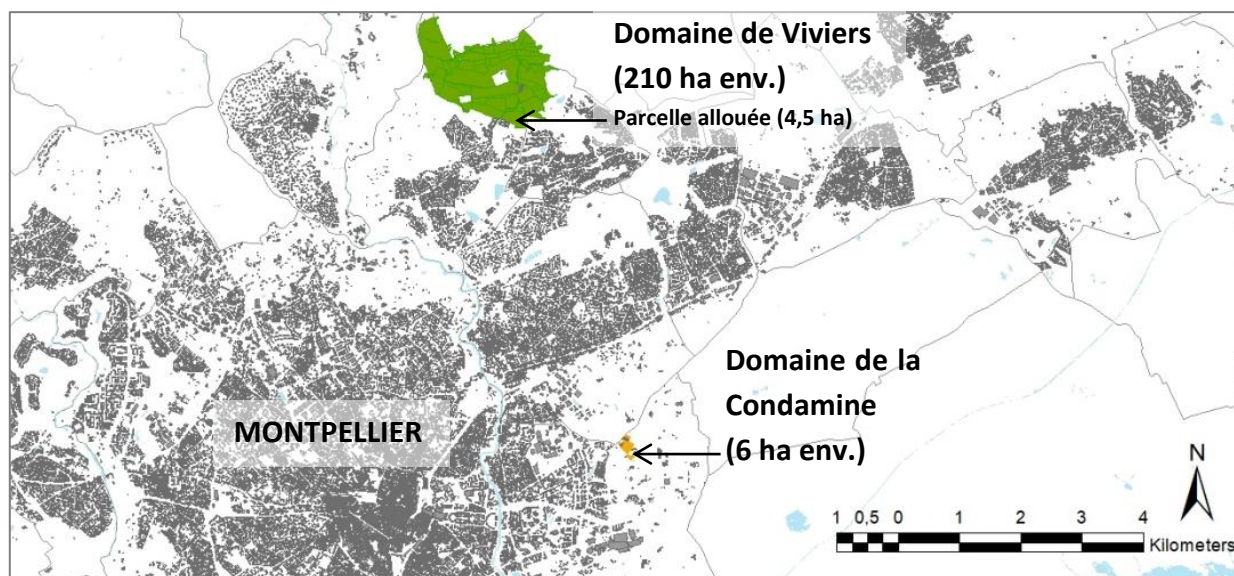 Domaine de Viviers
(210 ha env.)
Parcelle allouée (4,5 ha)
Domaine de la
Condamine
(6 ha env.)
MONTPELLIER
N
1 0,5 0 1 2 3 4
Kilometers